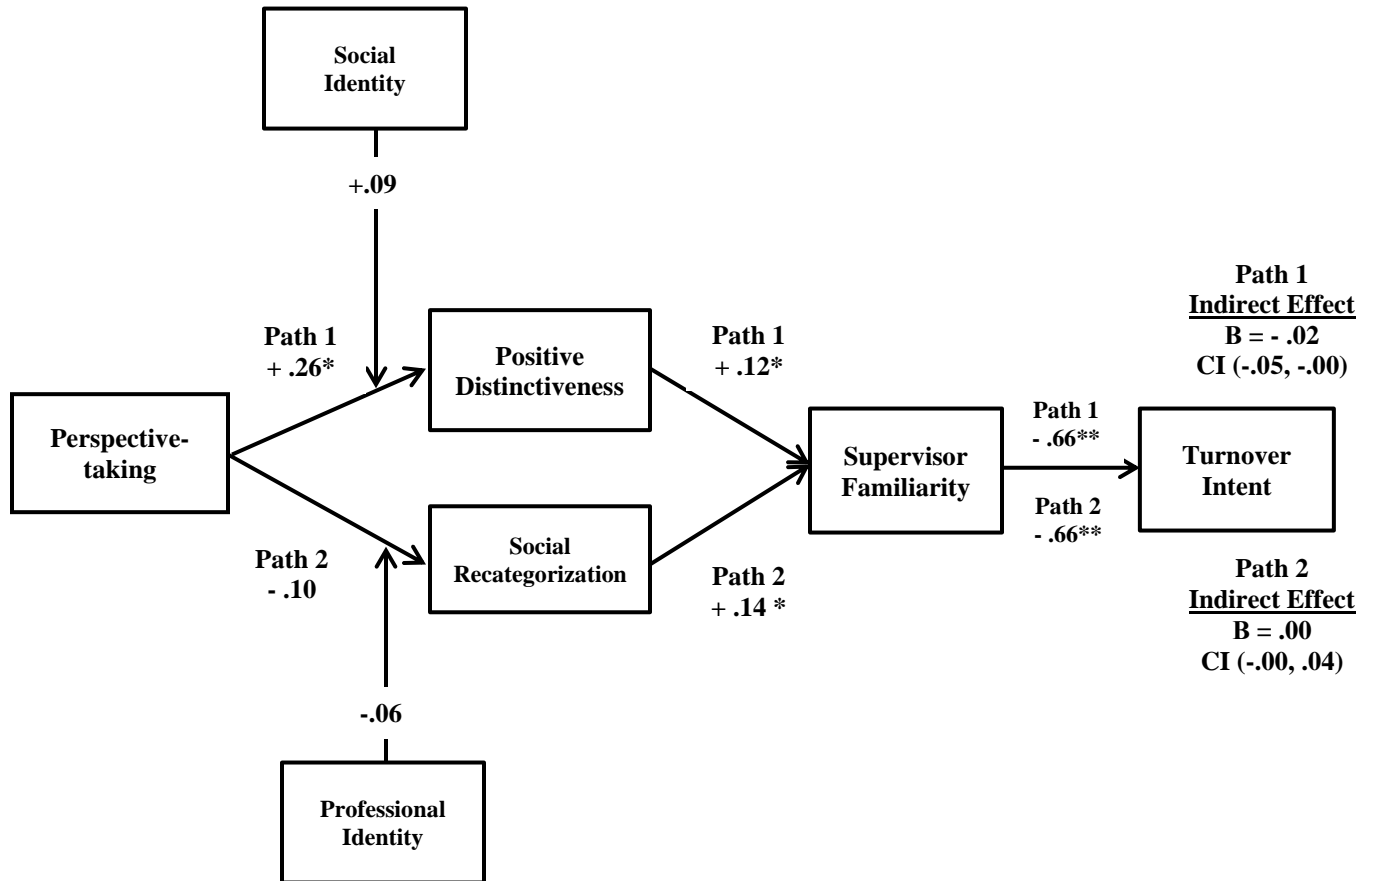 Social
Identity
+.09
Path 1
+ .26*
Positive
Distinctiveness
Path 1
+ .12*
Path 1
Indirect Effect
B = - .02
CI (-.05, -.00)
Perspective-
taking
Supervisor
Familiarity
Path 1
- .66**
Path 2
- .66**
Turnover
Intent
Path 2
- .10
Social
Recategorization
Path 2
+ .14 *
Path 2
Indirect Effect
B = .00
CI (-.00, .04)
-.06
Professional
Identity